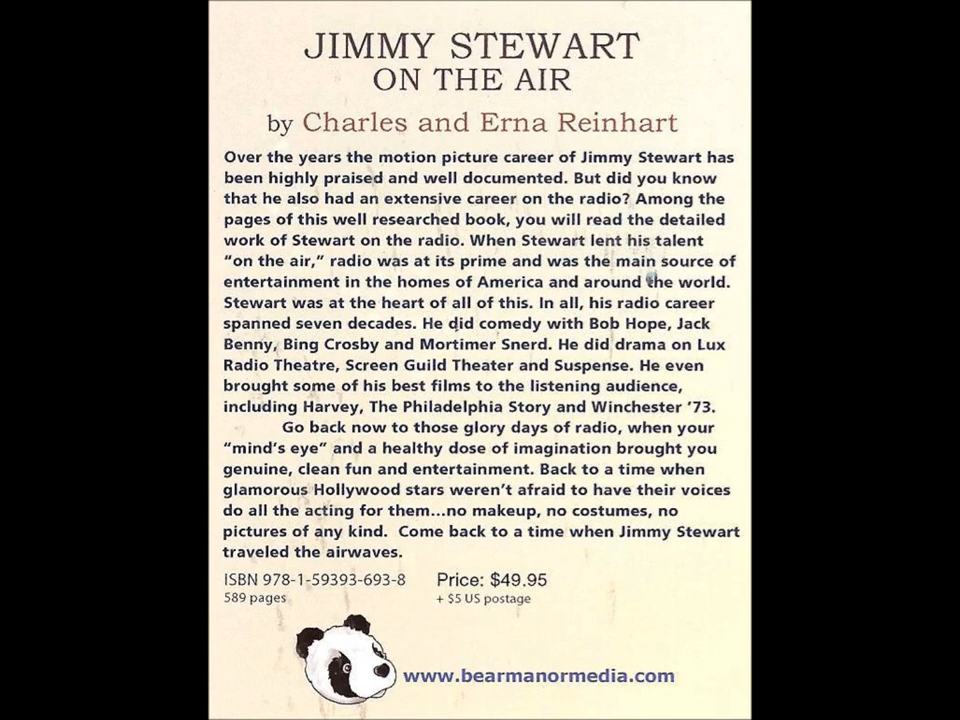 JIMMY STEWART
ON THE AIR
by Charles and Erna Reinhart
Over the years the motion picture career of Jimmy Stewart has
been highly praised and well documented. But did you know
that he also had an extensive career on the radio? Among the
pages of this well researched book, you will read the detailed
work of Stewart on the radio. When Stewart lent his talent
“on the air,” radio was at its prime and was the main source of
entertainment in the homes of America and around the world.
Stewart was at the heart of all of this. In all, his radio career
spanned seven decades. He did comedy with Bob Hope, Jack
Benny, Bing Crosby and Mortimer Snerd. He did drama on Lux
Radio Theatre, Screen Guild Theater and Suspense. He even
brought some of his best films to the listening audience,
including Harvey, The Philadelphia Story and Winchester ’73.
Go back now to those glory days of radio, when your
“mind’s eye” and a healthy dose of imagination brought you
genuine, clean fun and entertainment. Back to a time when
glamorous Hollywood stars weren’t afraid to have their voices
do all the acting for them...no makeup, no costumes, no
pictures of any kind.  Come back to a time when Jimmy Stewart
traveled the airwaves.
ISBN 978-1-59393-693-8 Price: $49.95
589 pages + $5 US postage
www.bearmanormedia.com